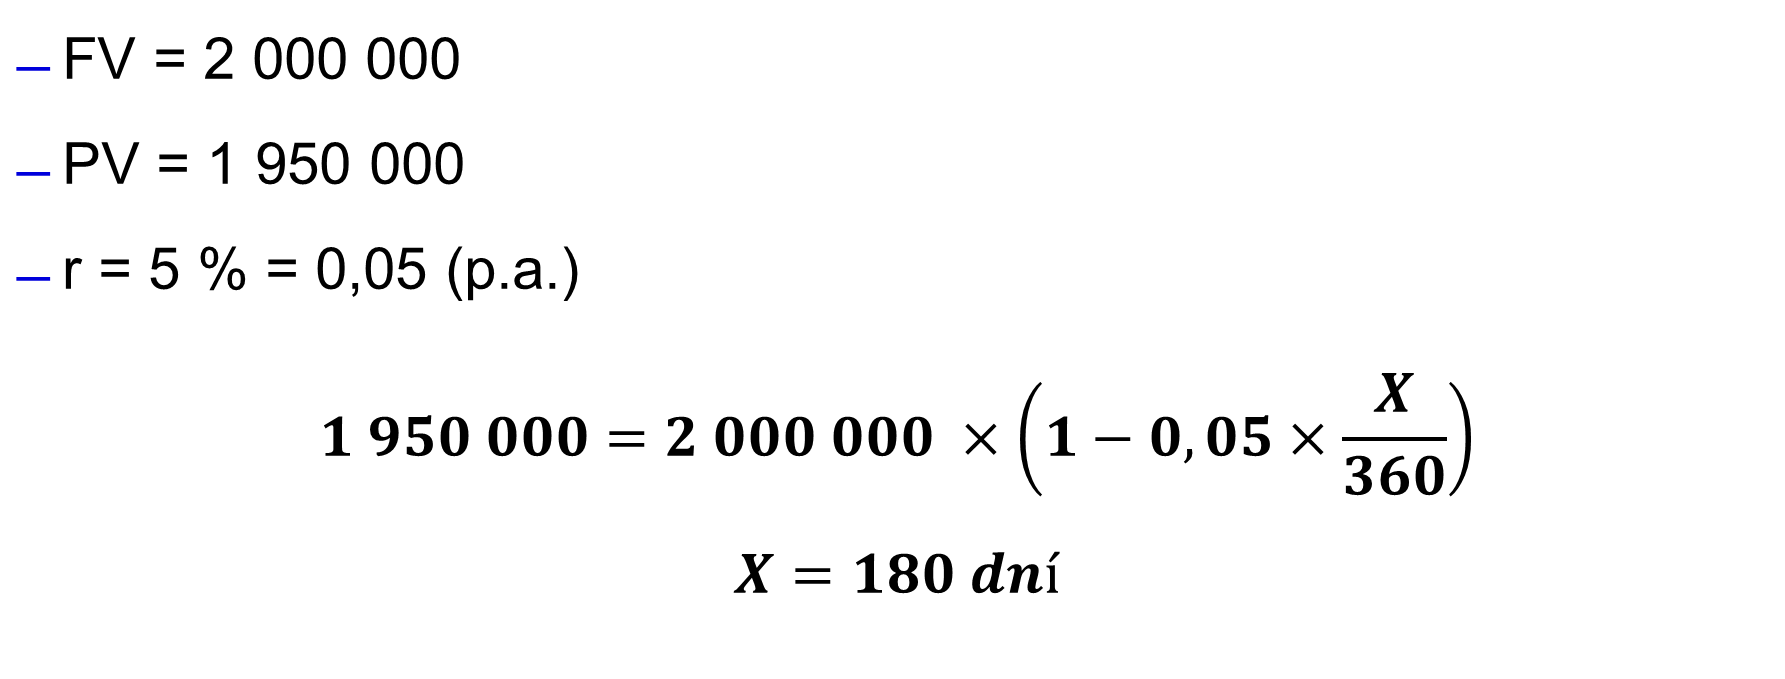 – FV = 2 000 000
– PV = 1 950 000
– r = 5 % = 0,05 (p.a.)
1 950 000 = 2 000 000 × (1 − 0,05 × X/360)
X = 180 dní